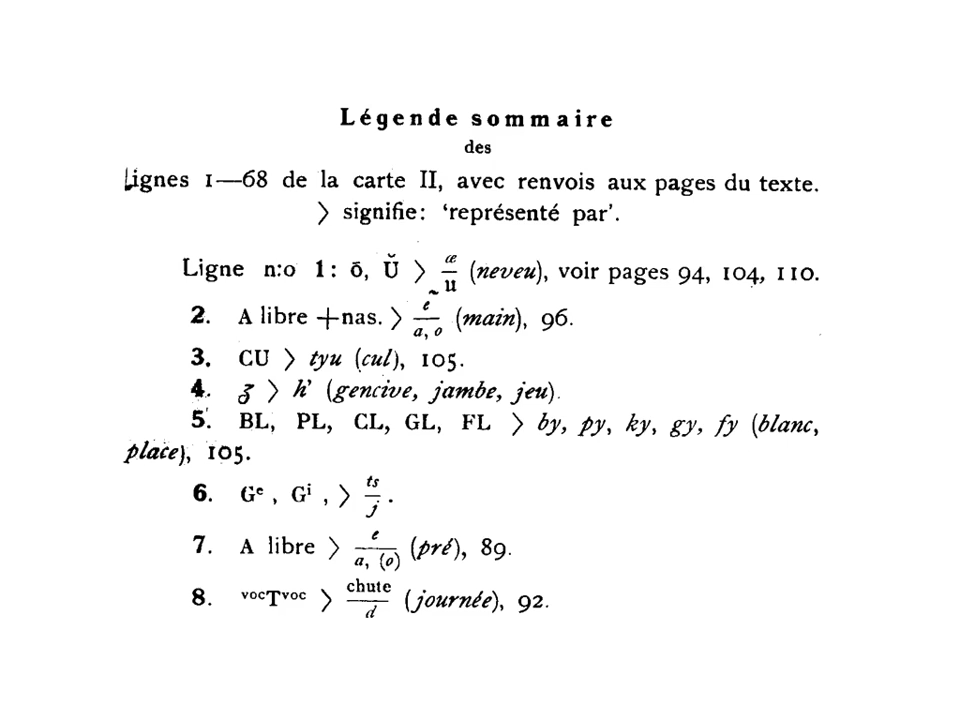 Légende sommaire
des
Lignes 1—68 de la carte II, avec renvois aux pages du texte.
〉 signifie: ‘représenté par’.
Ligne n:o 1: ō, Ŭ 〉 œ/u (neveu), voir pages 94, 104, 110.
2. A libre +nas. 〉 e/a, o (main), 96.
3. CU 〉 tyu (cul), 105.
4. ʒ 〉 h’ (gencive, jambe, jeu).
5. BL, PL, CL, GL, FL 〉 by, py, ky, gy, fy (blanc,
place), 105.
6. Gᵉ, Gⁱ, 〉 ts/j.
7. A libre 〉 e/a, (o) (pré), 89.
8. ᵛᵒᶜTᵛᵒᶜ 〉 chute/d (journée), 92.